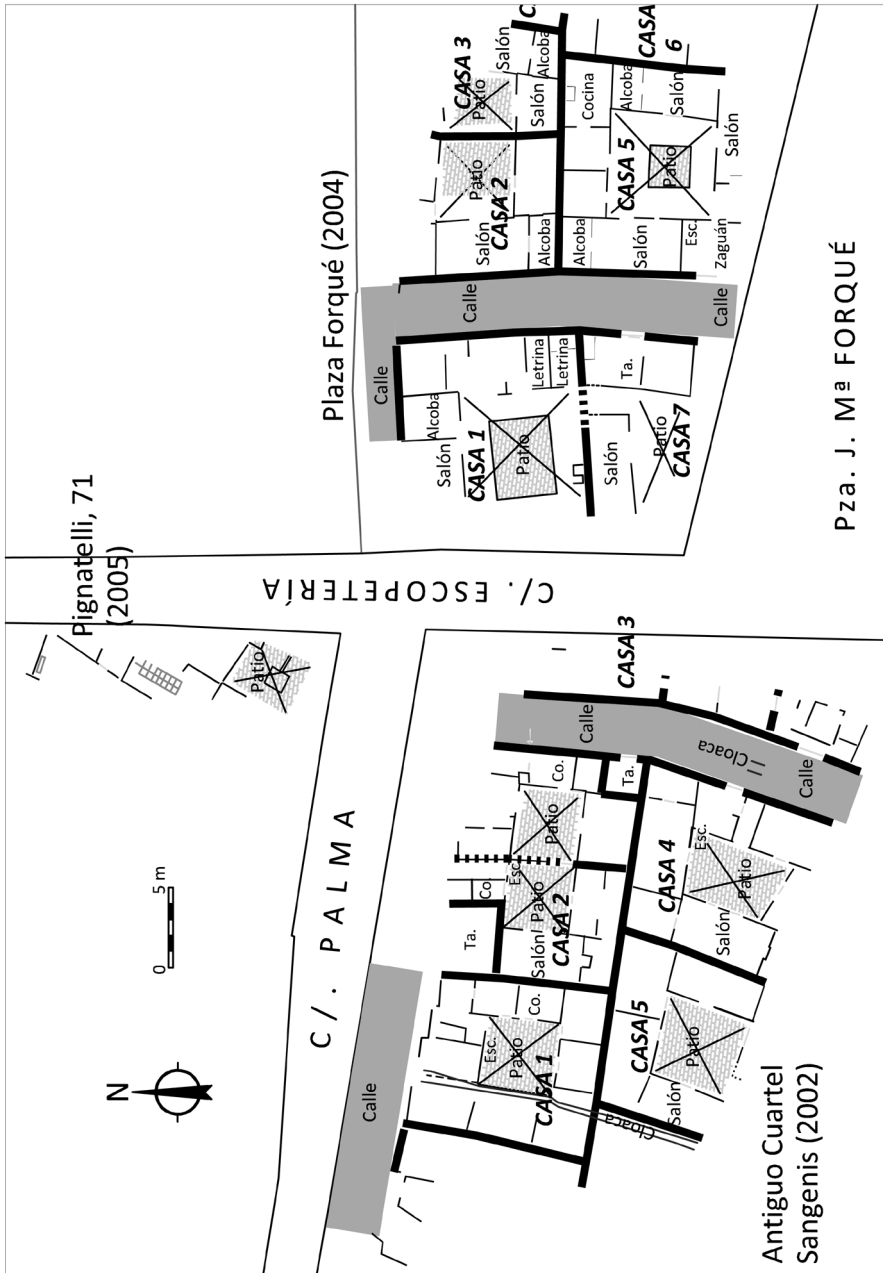 Pignatelli, 71
(2005)
Patio
Plaza Forqué (2004)
Calle
Calle
Calle
Alcoba
Salón
CASA 1
Patio
Letrina
Letrina
Ta.
Salón
Patio
CASA 7
Salón
Patio
CASA 2
Alcoba
CASA 3
Patio
Salón
Salón
Alcoba
Alcoba
Salón
Esc.
Zaguán
CASA 5
Patio
Cocina
Alcoba
Salón
Salón
CASA
6
Pza. J. Mª FORQUÉ
C/. ESCOPETERÍA
C/. PALMA
N
0
5 m
Calle
Esc.
Patio
CASA 1
Co.
Cloaca
Ta.
Co.
Esc.
Salón
Patio
CASA 2
Patio
Co.
Ta.
Calle
Cloaca
Calle
CASA 3
CASA 4
Esc.
Salón
Patio
CASA 5
Salón
Patio
Antiguo Cuartel
Sangenis (2002)